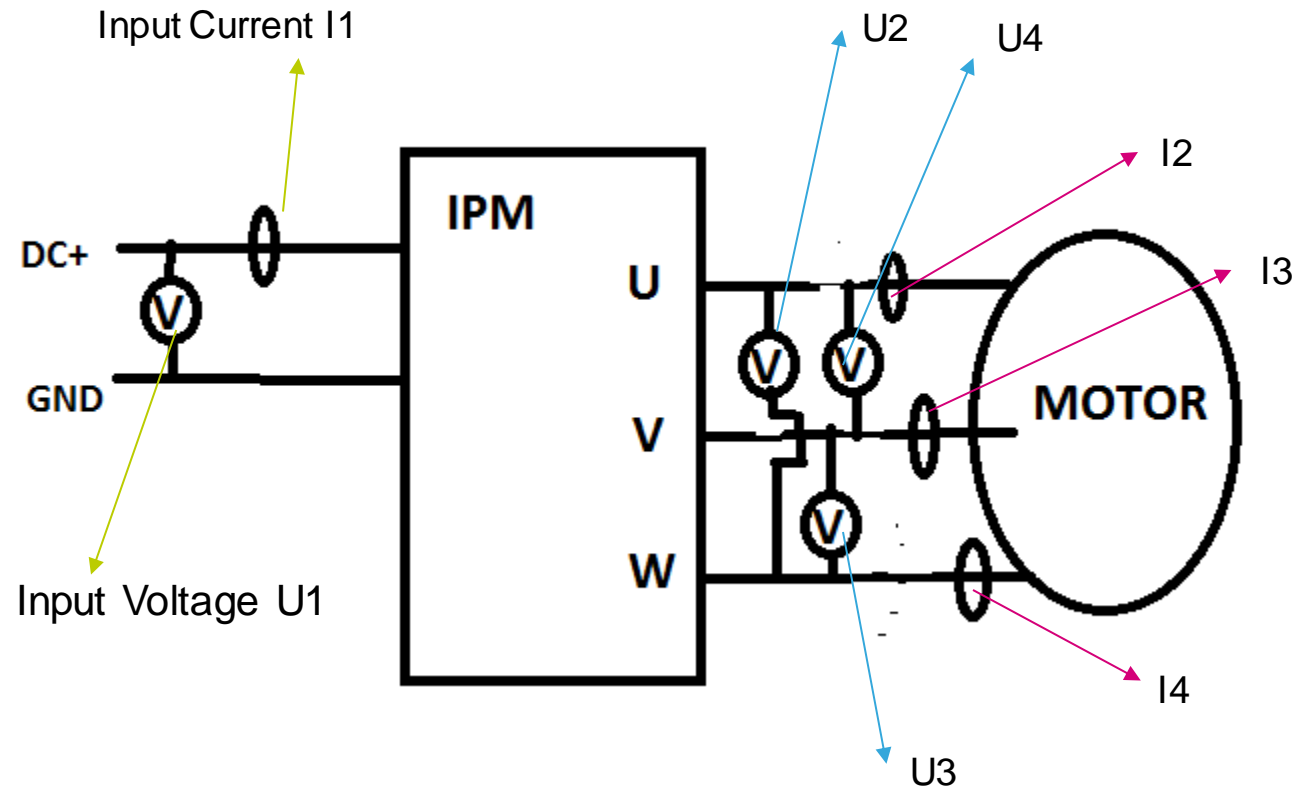 Input Current I1
U2
U4
I2
IPM
DC+
U
I3
V
V
V
GND
MOTOR
V
V
W
Input Voltage U1
I4
U3